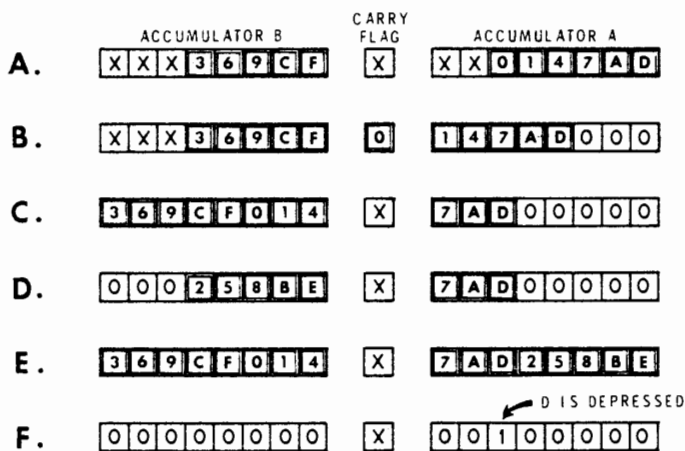 CARRY
ACCUMULATOR B FLAG ACCUMULATOR A
A. X X X 3 6 9 C F X X X 0 1 4 7 A D
B. X X X 3 6 9 C F 0 1 4 7 A D 0 0 0
C. 3 6 9 C F 0 1 4 X 7 A D 0 0 0 0 0
D. 0 0 0 2 5 8 B E X 7 A D 0 0 0 0 0
E. 3 6 9 C F 0 1 4 X 7 A D 2 5 8 B E
D IS DEPRESSED
F. 0 0 0 0 0 0 0 0 X 0 0 1 0 0 0 0 0